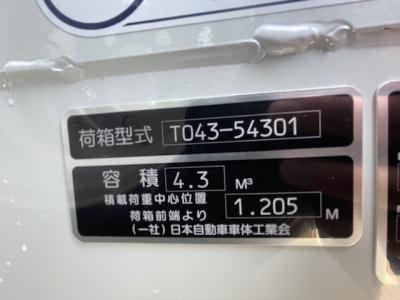 荷箱型式 T043-54301
容積 4.3 M³
積載荷重中心位置
荷箱前端より 1.205 M
(一社)日本自動車車体工業会